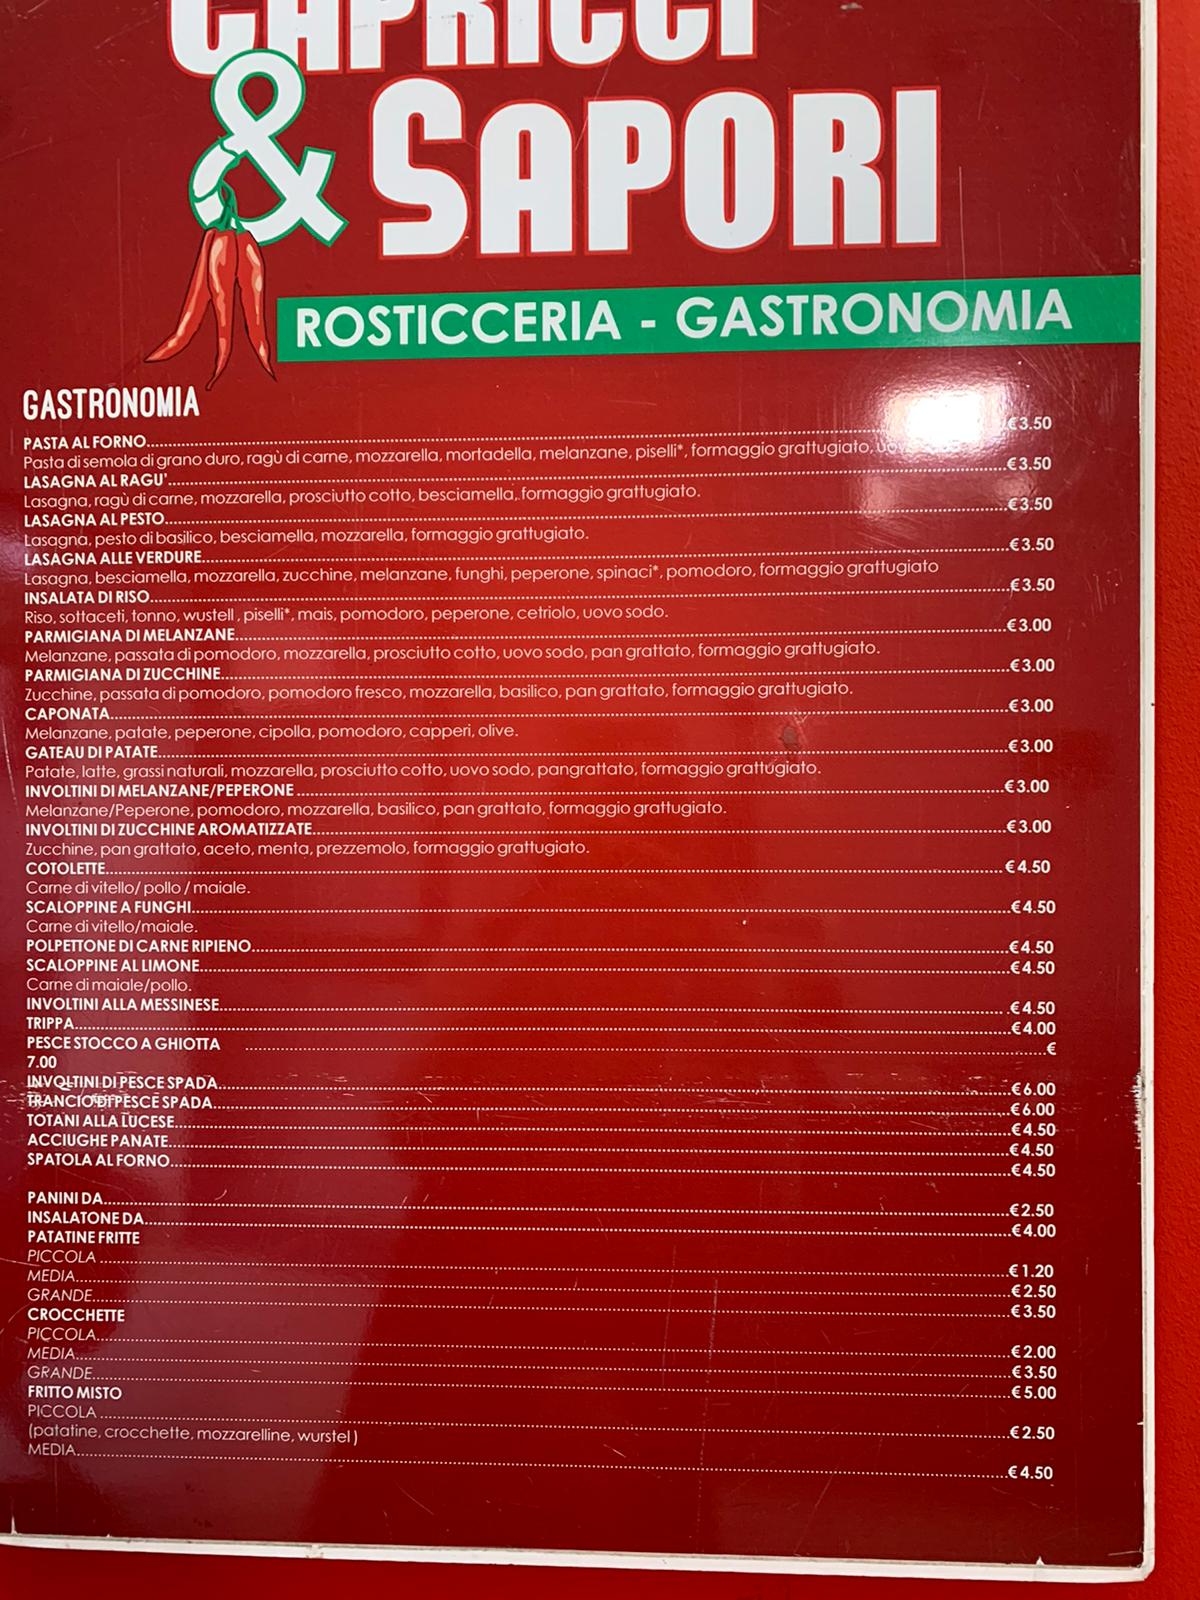 CAPRICCI
& SAPORI
ROSTICCERIA - GASTRONOMIA
GASTRONOMIA
PASTA AL FORNO........€3.50
Pasta di semola di grano duro, ragù di carne, mozzarella, mortadella, melanzane, piselli*, formaggio grattugiato,
LASAGNA AL RAGU'........€3.50
Lasagna, ragù di carne, mozzarella, prosciutto cotto, besciamella, formaggio grattugiato.
LASAGNA AL PESTO........€3.50
Lasagna, pesto di basilico, besciamella, mozzarella, formaggio grattugiato.
LASAGNA ALLE VERDURE........€3.50
Lasagna, besciamella, mozzarella, zucchine, melanzane, funghi, peperone, spinaci*, pomodoro, formaggio grattugiato
INSALATA DI RISO........€3.50
Riso, sottaceti, tonno, wustell , piselli*, mais, pomodoro, peperone, cetriolo, uovo sodo.
PARMIGIANA DI MELANZANE........€3.00
Melanzane, passata di pomodoro, mozzarella, prosciutto cotto, uovo sodo, pan grattato, formaggio grattugiato.
PARMIGIANA DI ZUCCHINE........€3.00
Zucchine, passata di pomodoro, pomodoro fresco, mozzarella, basilico, pan grattato, formaggio grattugiato.
CAPONATA........€3.00
Melanzane, patate, peperone, cipolla, pomodoro, capperi, olive.
GATEAU DI PATATE........€3.00
Patate, latte, grassi naturali, mozzarella, prosciutto cotto, uovo sodo, pangrattato, formaggio grattugiato.
INVOLTINI DI MELANZANE/PEPERONE ........€3.00
Melanzane/Peperone, pomodoro, mozzarella, basilico, pan grattato, formaggio grattugiato.
INVOLTINI DI ZUCCHINE AROMATIZZATE........€3.00
Zucchine, pan grattato, aceto, menta, prezzemolo, formaggio grattugiato.
COTOLETTE........€4.50
Carne di vitello/ pollo / maiale.
SCALOPPINE A FUNGHI........€4.50
Carne di vitello/maiale.
POLPETTONE DI CARNE RIPIENO........€4.50
SCALOPPINE AL LIMONE........€4.50
Carne di maiale/pollo.
INVOLTINI ALLA MESSINESE........€4.50
TRIPPA........€4.00
PESCE STOCCO A GHIOTTA ........€
7.00
INVOLTINI DI PESCE SPADA........€6.00
TRANCIO DI PESCE SPADA........€6.00
TOTANI ALLA LUCESE........€4.50
ACCIUGHE PANATE........€4.50
SPATOLA AL FORNO........€4.50
PANINI DA........€2.50
INSALATONE DA........€4.00
PATATINE FRITTE
PICCOLA ........€1.20
MEDIA........€2.50
GRANDE........€3.50
CROCCHETTE
PICCOLA........€2.00
MEDIA........€3.50
GRANDE........€5.00
FRITTO MISTO
PICCOLA ........€2.50
(patatine, crocchette, mozzarelline, wurstel )
MEDIA........€4.50